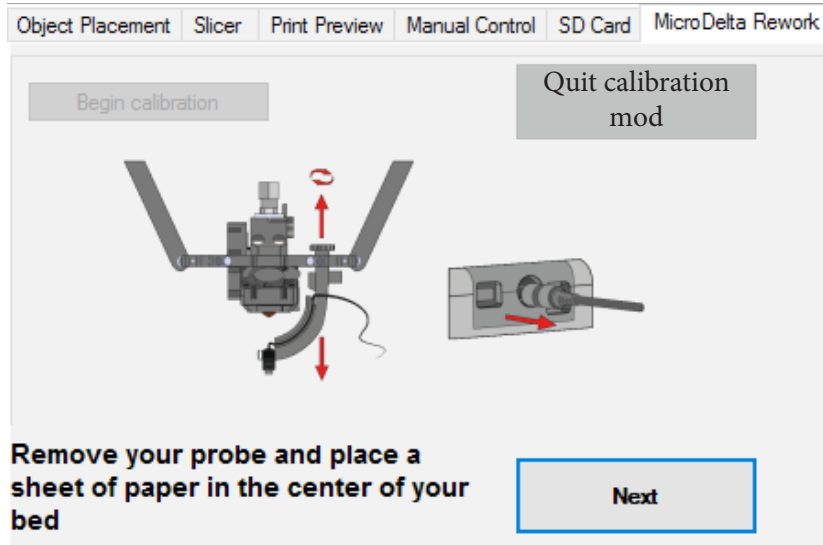 Object Placement Slicer Print Preview Manual Control SD Card MicroDelta Rework
Begin calibration
Quit calibration
mod
Remove your probe and place a
sheet of paper in the center of your
bed
Next